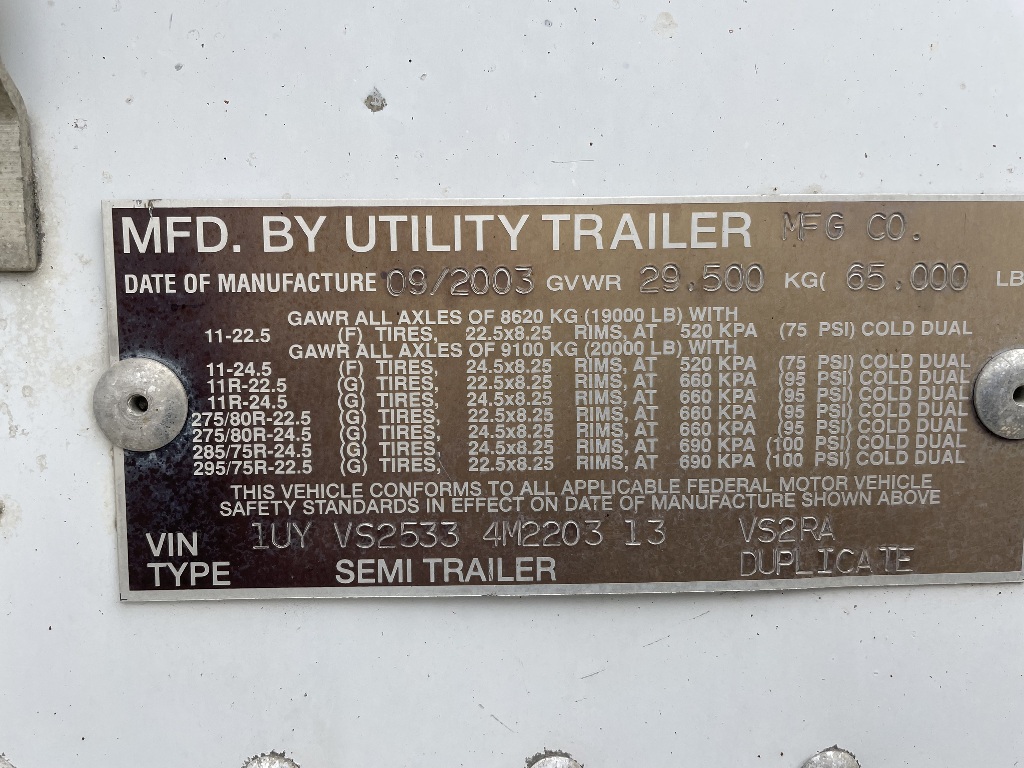 MFD. BY UTILITY TRAILER MFG CO.
DATE OF MANUFACTURE 09/2003 GVWR 29.500 KG( 65.000 LB
GAWR ALL AXLES OF 8620 KG (19000 LB) WITH
11-22.5 (F) TIRES, 22.5x8.25 RIMS, AT 520 KPA (75 PSI) COLD DUAL
GAWR ALL AXLES OF 9100 KG (20000 LB) WITH
11-24.5 (F) TIRES, 24.5x8.25 RIMS, AT 520 KPA (75 PSI) COLD DUAL
11R-22.5 (G) TIRES, 22.5x8.25 RIMS, AT 660 KPA (95 PSI) COLD DUAL
11R-24.5 (G) TIRES, 24.5x8.25 RIMS, AT 660 KPA (95 PSI) COLD DUAL
275/80R-22.5 (G) TIRES, 22.5x8.25 RIMS, AT 660 KPA (95 PSI) COLD DUAL
275/80R-24.5 (G) TIRES, 24.5x8.25 RIMS, AT 660 KPA (95 PSI) COLD DUAL
285/75R-24.5 (G) TIRES, 24.5x8.25 RIMS, AT 690 KPA (100 PSI) COLD DUAL
295/75R-22.5 (G) TIRES, 22.5x8.25 RIMS, AT 690 KPA (100 PSI) COLD DUAL
THIS VEHICLE CONFORMS TO ALL APPLICABLE FEDERAL MOTOR VEHICLE
SAFETY STANDARDS IN EFFECT ON DATE OF MANUFACTURE SHOWN ABOVE
VIN 1UY VS2533 4M2203 13 VS2RA
TYPE SEMI TRAILER DUPLICATE